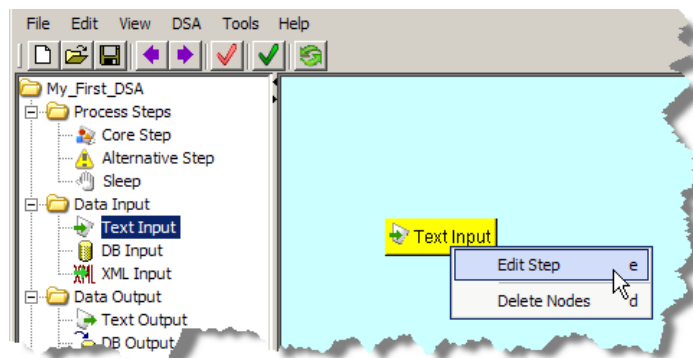 File Edit View DSA Tools Help
My_First_DSA
Process Steps
Core Step
Alternative Step
Sleep
Data Input
Text Input
DB Input
XML Input
Data Output
Text Output
DB Output
Text Input
Edit Step e
Delete Nodes d